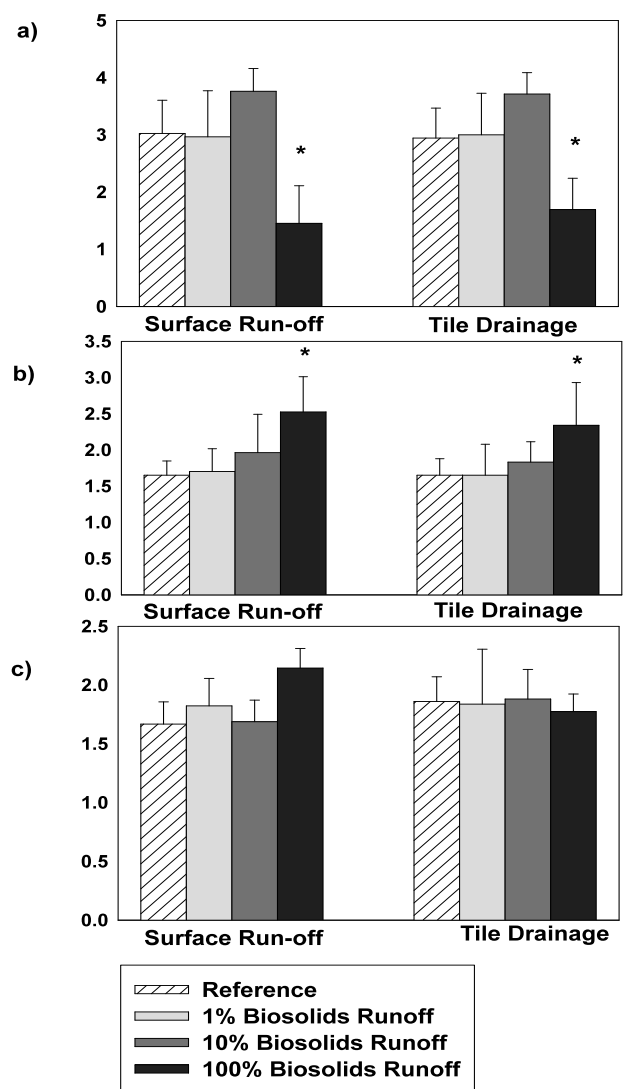 a)
5
4
3
2
1
0
*
*
Surface Run-off Tile Drainage
b)
3.5
3.0
2.5
2.0
1.5
1.0
0.5
0.0
*
*
Surface Run-off Tile Drainage
c)
2.5
2.0
1.5
1.0
0.5
0.0
Surface Run-off Tile Drainage
Reference
1% Biosolids Runoff
10% Biosolids Runoff
100% Biosolids Runoff